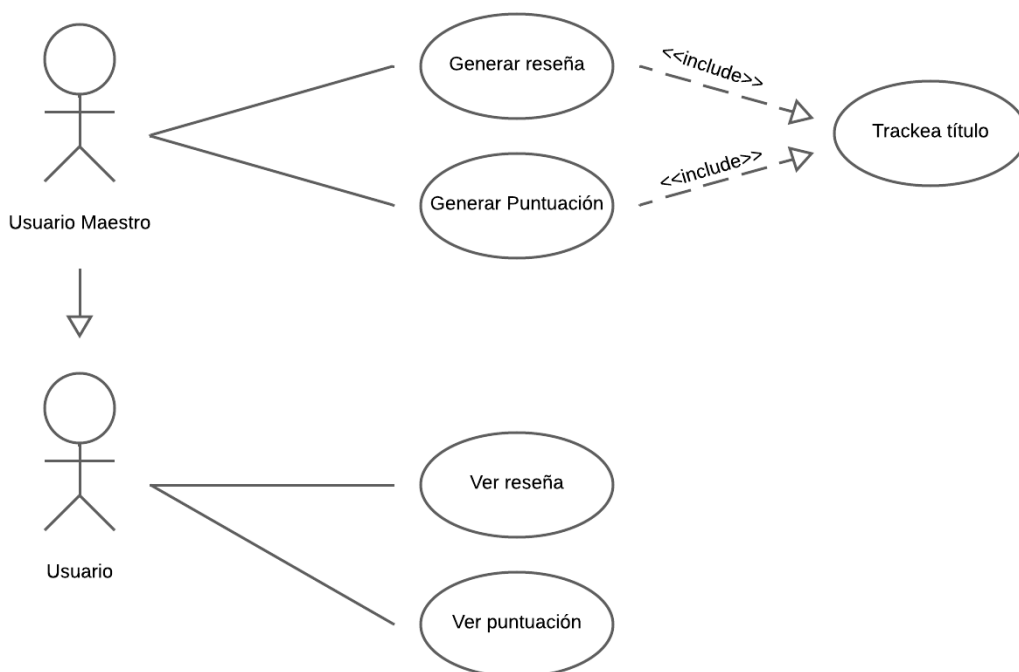 Generar reseña
<<include>>
Trackea título
<<include>>
Generar Puntuación
Usuario Maestro
Ver reseña
Usuario
Ver puntuación